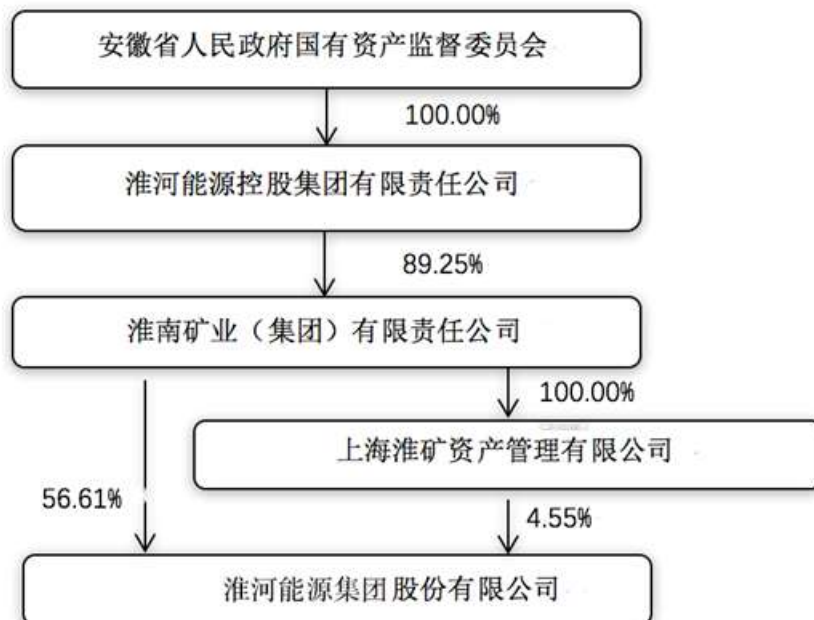 安徽省人民政府国有资产监督委员会
100.00%
淮河能源控股集团有限责任公司
89.25%
淮南矿业（集团）有限责任公司
100.00%
上海淮矿资产管理有限公司
56.61%
4.55%
淮河能源集团股份有限公司